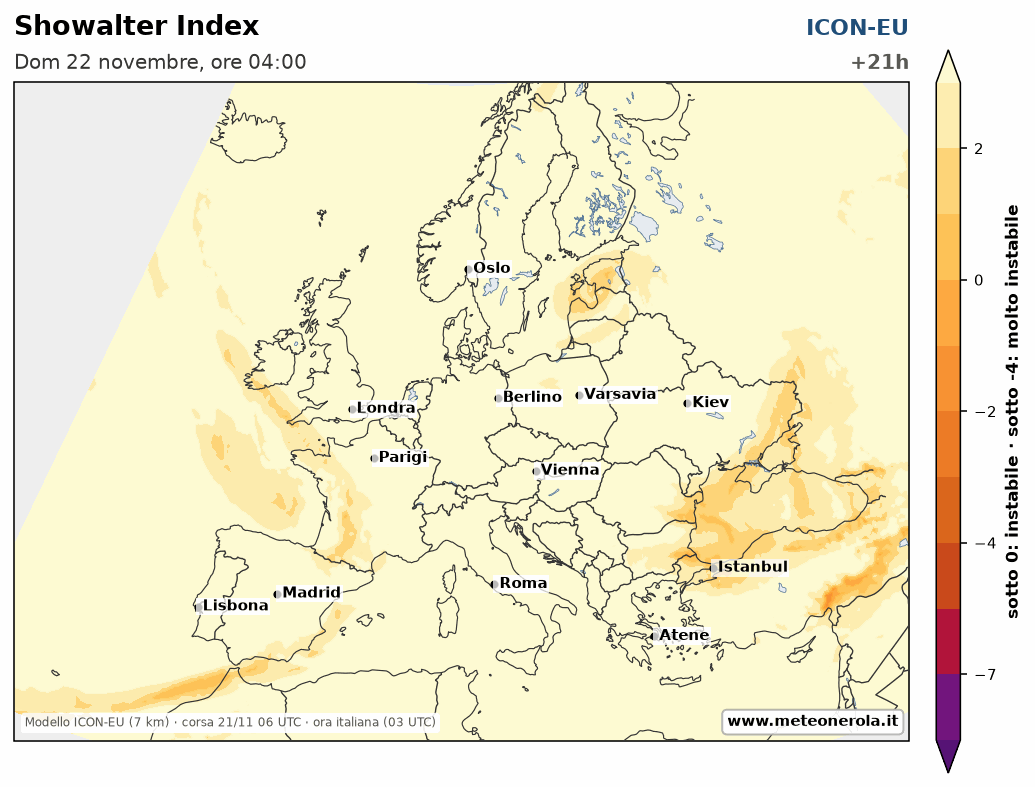 Showalter Index
ICON-EU
Dom 22 novembre, ore 04:00
+21h
Oslo
Londra
Berlino
Varsavia
Kiev
Parigi
Vienna
Istanbul
Roma
Madrid
Lisbona
Atene
Modello ICON-EU (7 km) · corsa 21/11 06 UTC · ora italiana (03 UTC)
www.meteonerola.it
2
0
−2
−4
−7
sotto 0: instabile · sotto -4: molto instabile